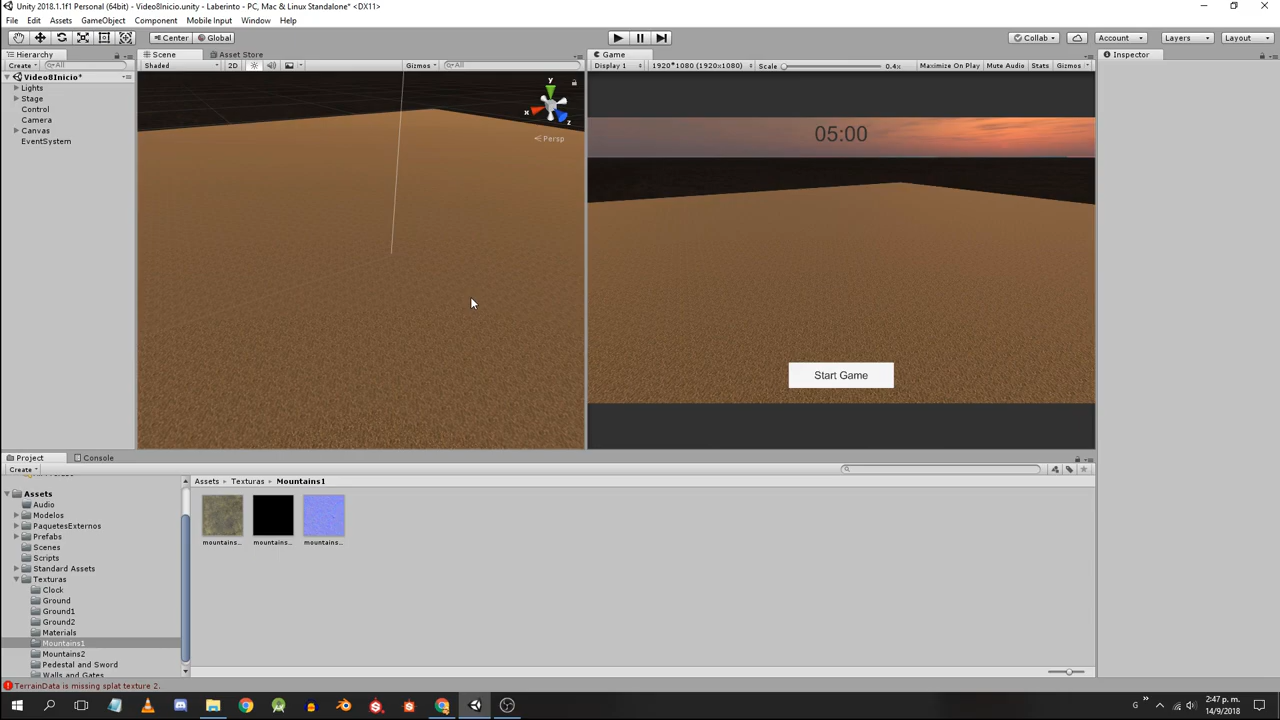 Unity 2018.1.1f1 Personal (64bit) - Video8Inicio.unity - Laberinto - PC, Mac & Linux Standalone* <DX11>
File Edit Assets GameObject Component Mobile Input Window Help
Center Global Collab Account Layers Layout
Hierarchy Scene Asset Store Game Inspector
Create All Shaded 2D Gizmos All Display 1 1920*1080 (1920x1080) Scale 0.4x Maximize On Play Mute Audio Stats Gizmos
Video8Inicio*
Lights
Stage
Control
Camera
Canvas
EventSystem
y
x
z
Persp
05:00
Start Game
Project Console
Create
Assets Texturas Mountains1
Assets
Audio
Modelos
PaquetesExternos
Prefabs
Scenes
Scripts
Standard Assets
Texturas
Clock
Ground
Ground1
Ground2
Materials
Mountains1
Mountains2
Pedestal and Sword
Walls and Gates
mountains... mountains... mountains...
TerrainData is missing splat texture 2.
2:47 p. m.
14/9/2018